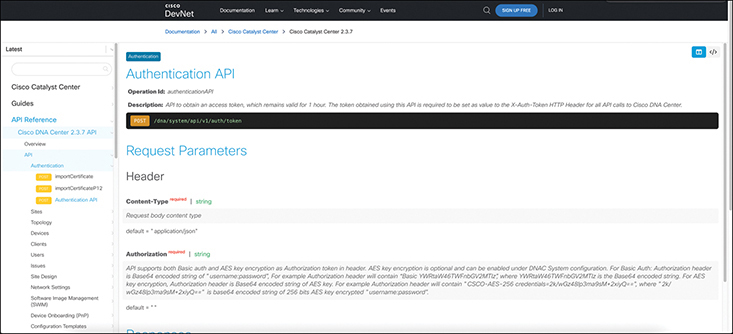 CISCO
DevNet
Documentation Learn Technologies Community Events
SIGN UP FREE LOG IN
Documentation > All > Cisco Catalyst Center > Cisco Catalyst Center 2.3.7
Latest
Cisco Catalyst Center
Guides
API Reference
Cisco DNA Center 2.3.7 API
Overview
API
Authentication
POST importCertificate
POST importCertificateP12
POST Authentication API
Sites
Topology
Devices
Clients
Users
Issues
Site Design
Network Settings
Software Image Management
(SWIM)
Device Onboarding (PnP)
Configuration Templates
Authentication
Authentication API
Operation Id: authenticationAPI
Description: API to obtain an access token, which remains valid for 1 hour. The token obtained using this API is required to be set as value to the X-Auth-Token HTTP Header for all API calls to Cisco DNA Center.
POST /dna/system/api/v1/auth/token
Request Parameters
Header
Content-Type required | string
Request body content type
default = " application/json"
Authorization required | string
API supports both Basic auth and AES key encryption as Authorization token in header. AES key encryption is optional and can be enabled under DNAC System configuration. For Basic Auth: Authorization header
is Base64 encoded string of " username:password", For example Authorization header will contain "Basic YWRtaW46TWFnbGV2MTIz", where YWRtaW46TWFnbGV2MTIz is the Base64 encoded string. For
AES key encryption, Authorization header is Base64 encoded string of AES key. For example Authorization header will contain " CSCO-AES-256 credentials=2k/wGz48lp3ma9sM+2xiyQ==", where " 2k/
wGz48lp3ma9sM+2xiyQ==" is base64 encoded string of 256 bits AES key encrypted " username:password".
default = " "